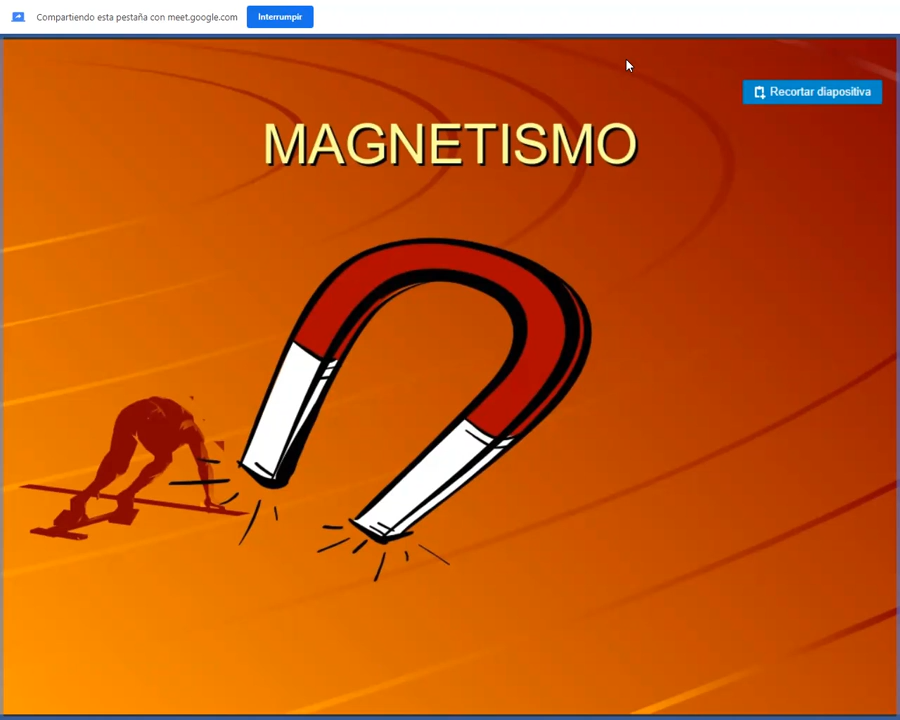 Compartiendo esta pestaña con meet.google.com Interrumpir
Recortar diapositiva
MAGNETISMO